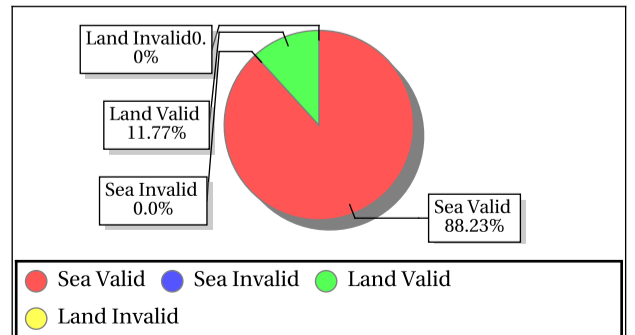 Land Invalid0.
0%
Land Valid
11.77%
Sea Invalid
0.0%
Sea Valid
88.23%
Sea Valid Sea Invalid Land Valid
Land Invalid